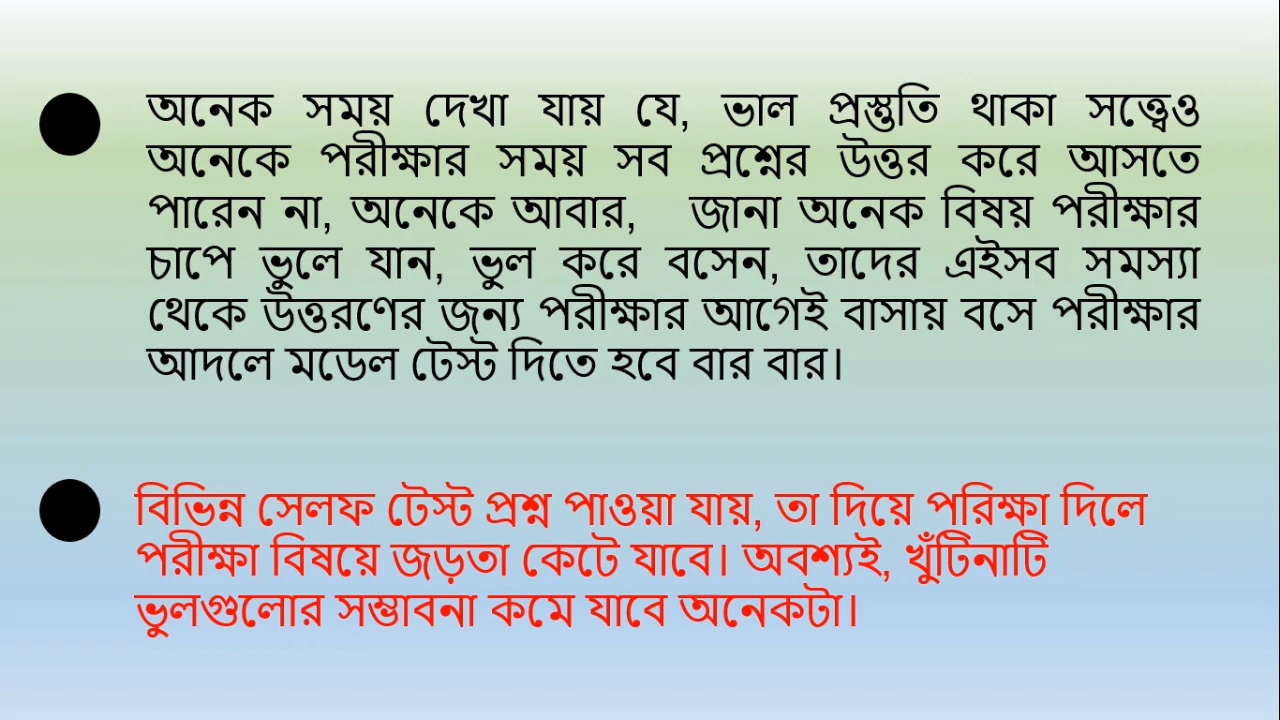 অনেক সময় দেখা যায় যে, ভাল প্রস্তুতি থাকা সত্ত্বেও
অনেকে পরীক্ষার সময় সব প্রশ্নের উত্তর করে আসতে
পারেন না, অনেকে আবার, জানা অনেক বিষয় পরীক্ষার
চাপে ভুলে যান, ভুল করে বসেন, তাদের এইসব সমস্যা
থেকে উত্তরণের জন্য পরীক্ষার আগেই বাসায় বসে পরীক্ষার
আদলে মডেল টেস্ট দিতে হবে বার বার।
বিভিন্ন সেলফ টেস্ট প্রশ্ন পাওয়া যায়, তা দিয়ে পরিক্ষা দিলে
পরীক্ষা বিষয়ে জড়তা কেটে যাবে। অবশ্যই, খুঁটিনাটি
ভুলগুলোর সম্ভাবনা কমে যাবে অনেকটা।